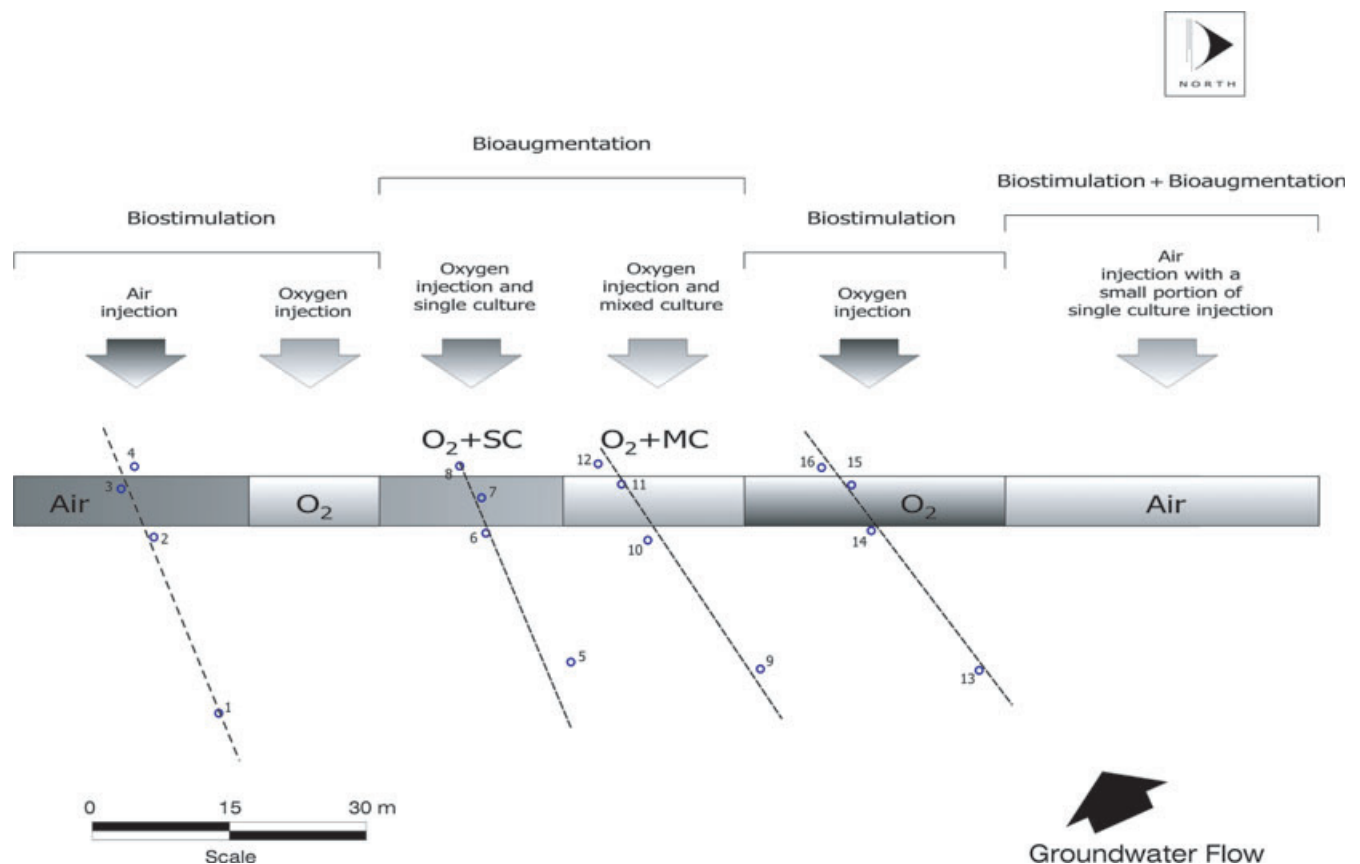 NORTH
Bioaugmentation
Biostimulation + Bioaugmentation
Biostimulation
Biostimulation
Air
injection
Oxygen
injection
Oxygen
injection and
single culture
Oxygen
injection and
mixed culture
Oxygen
injection
Air
injection with a
small portion of
single culture injection
O₂+SC
O₂+MC
4
8
12
16
15
3
7
11
Air
O₂
O₂
Air
2
6
10
14
5
9
13
1
0 15 30 m
Scale
Groundwater Flow